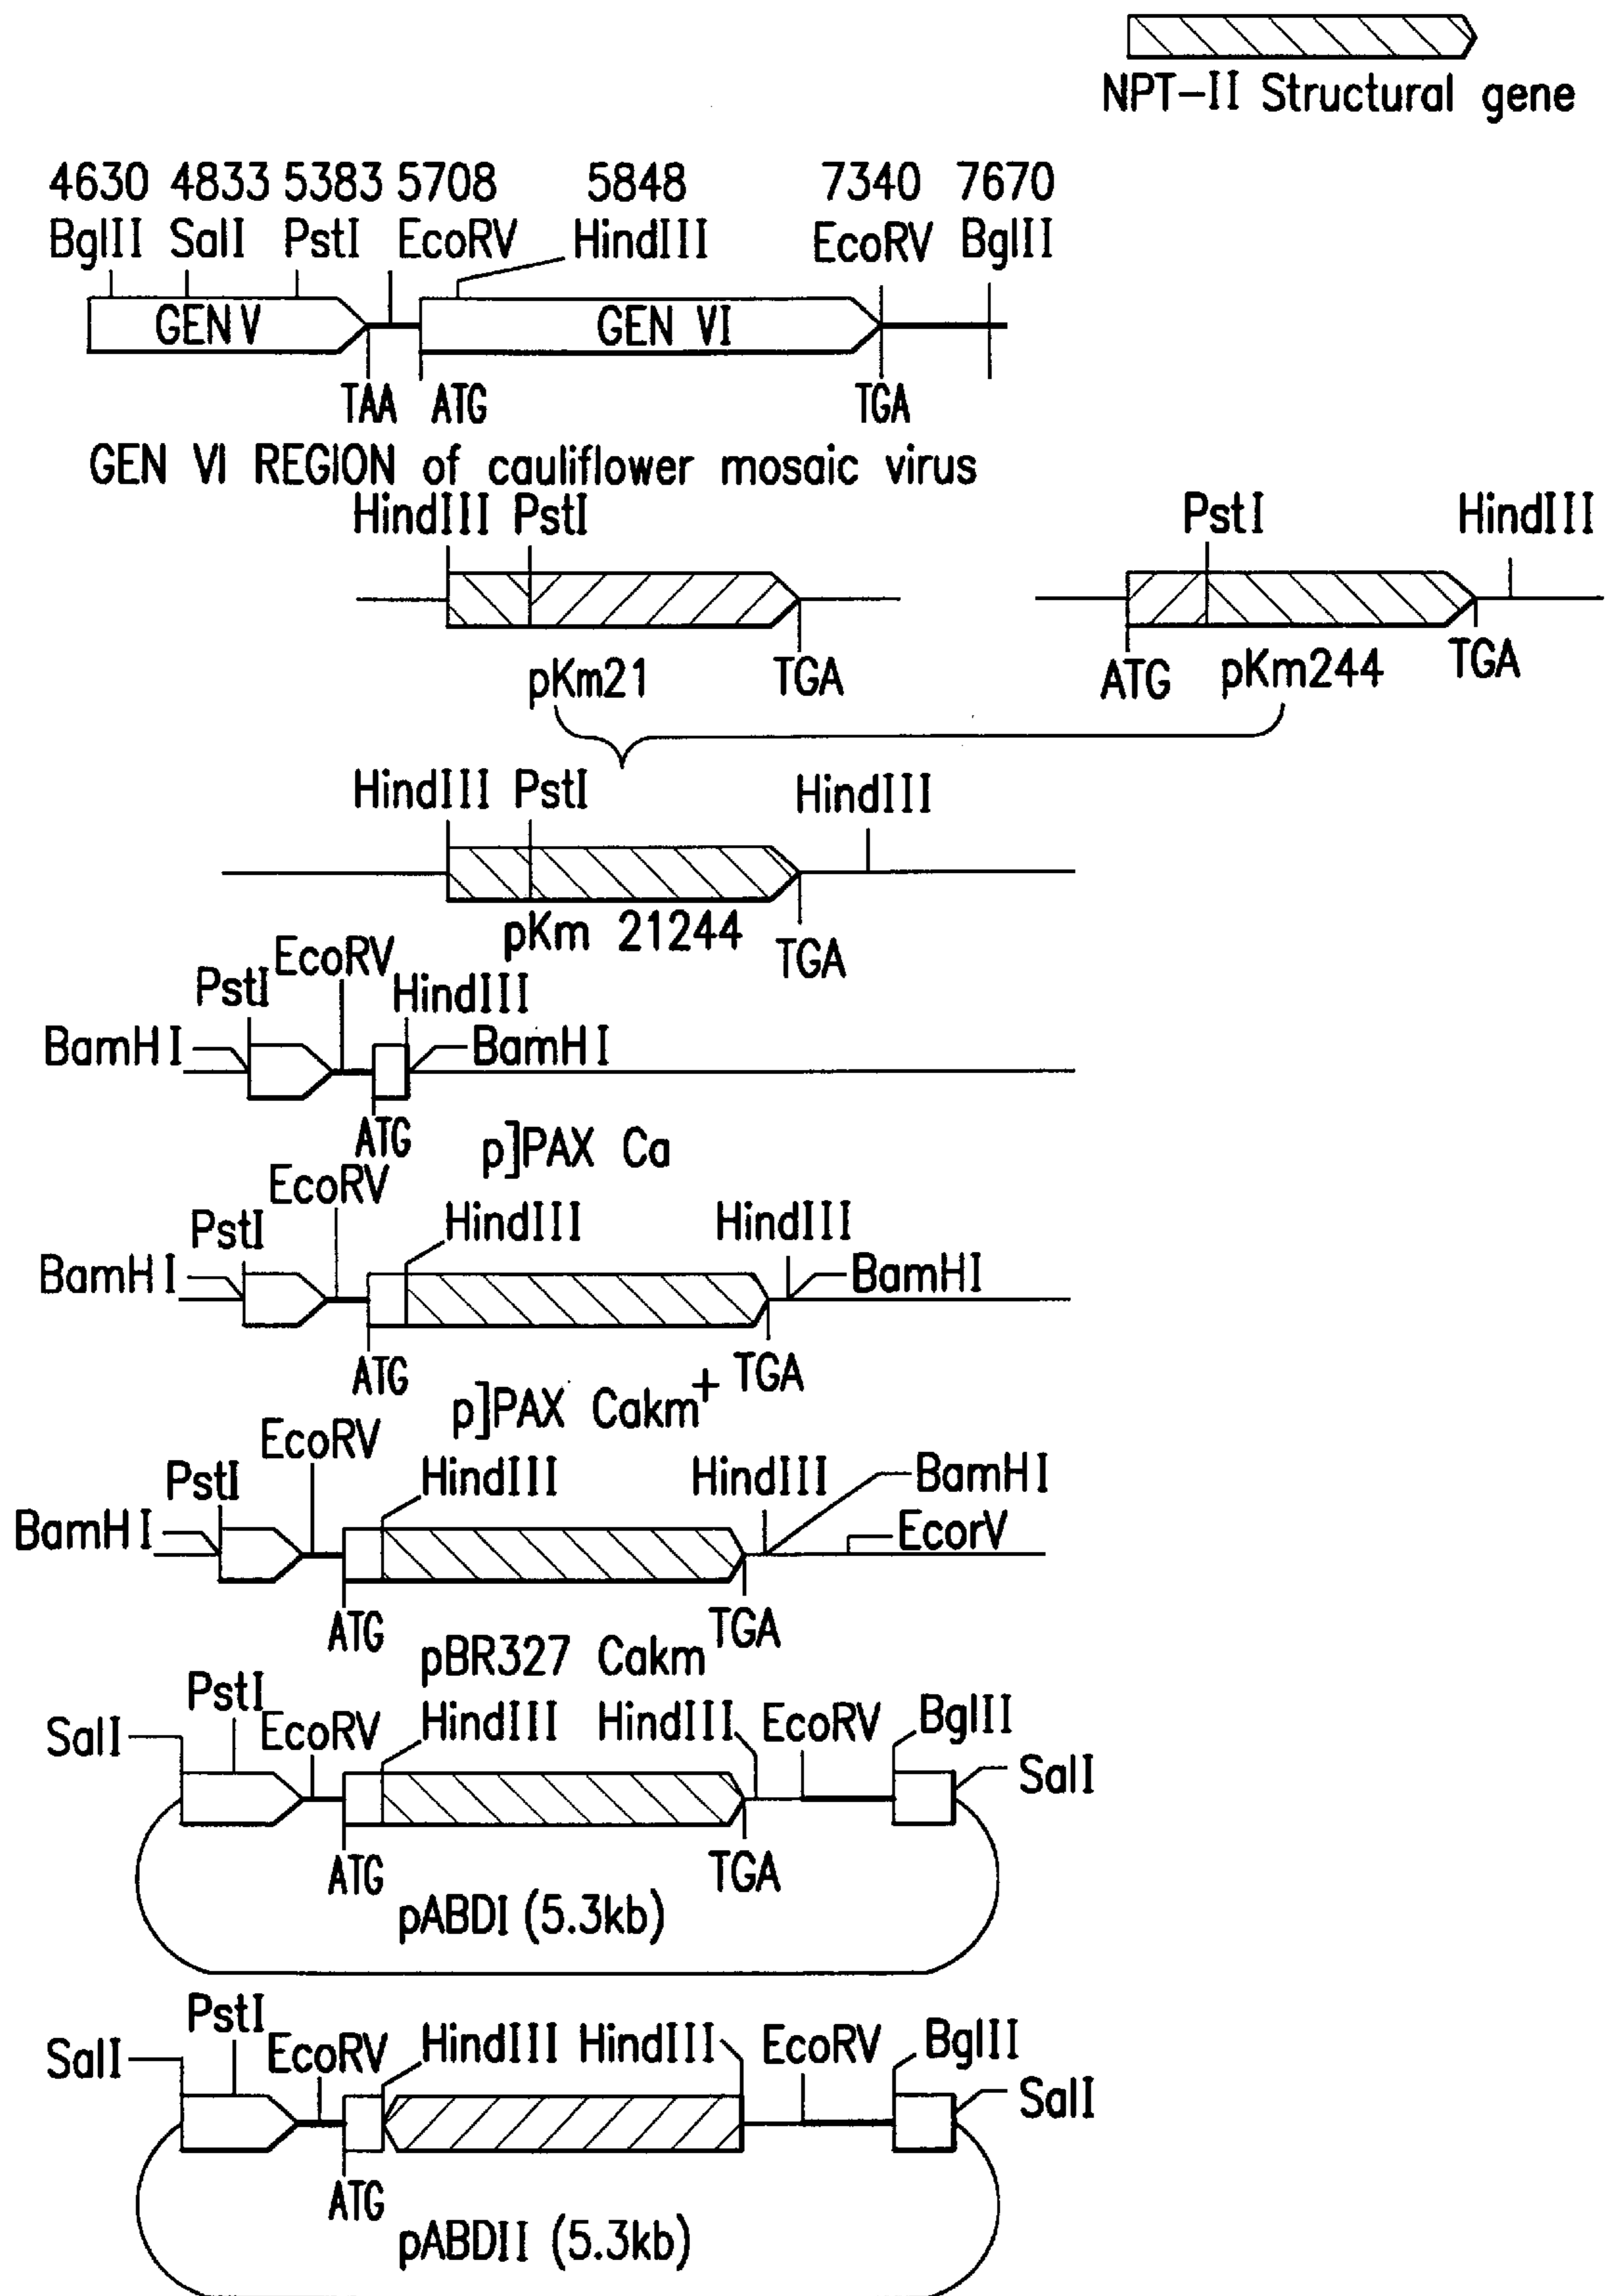 NPT-II Structural gene
4630 4833 5383 5708 5848 7340 7670
BglII SalI PstI EcoRV HindIII EcoRV BglII
GEN V GEN VI
TAA ATG TGA
GEN VI REGION of cauliflower mosaic virus
HindIII PstI PstI HindIII
pKm21 TGA ATG pKm244 TGA
HindIII PstI HindIII
pKm 21244 TGA
EcoRV
PstI HindIII
BamHI BamHI
ATG
p]PAX Ca
EcoRV
PstI HindIII HindIII
BamHI BamHI
ATG TGA
p]PAX Cakm+
EcoRV
PstI HindIII HindIII BamHI
BamHI EcorV
ATG TGA
pBR327 Cakm
PstI
SalI EcoRV HindIII HindIII EcoRV BglII
SalI
ATG TGA
pABDI (5.3kb)
PstI
SalI EcoRV HindIII HindIII EcoRV BglII
SalI
ATG
pABDII (5.3kb)